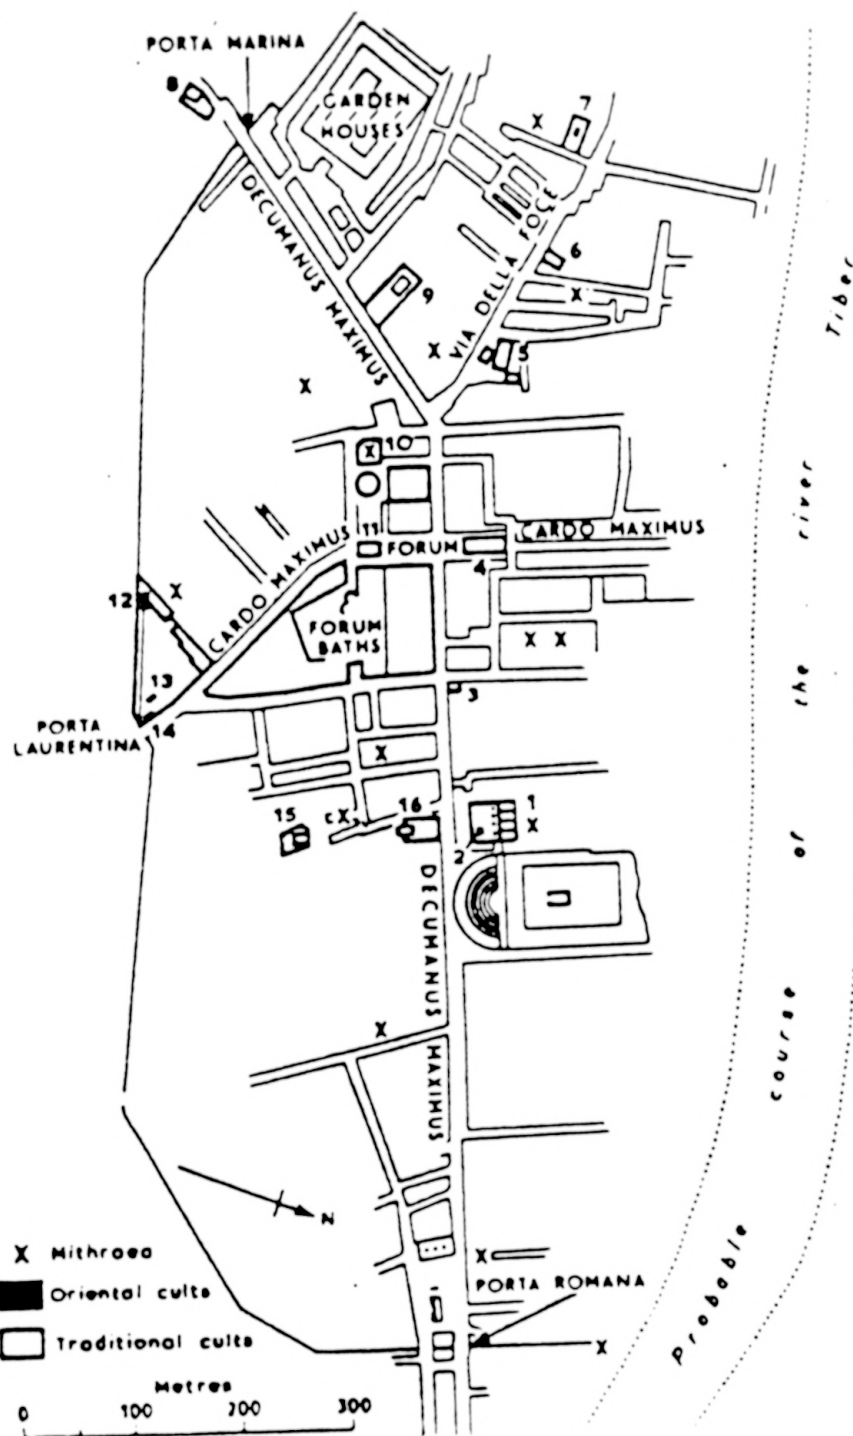 PORTA MARINA
8
GARDEN
HOUSES
X
7
DECUMANUS MAXIMUS
VIA DELLA FOCE
6
9
X
X
5
X
Tiber
10
X
river
11
CARDO MAXIMUS
FORUM
4
CARDO MAXIMUS
12
X
FORUM
BATHS
X X
the
13
14
3
PORTA
LAURENTINA
X
15
cX
16
1
X
2
of
DECUMANUS MAXIMUS
X
course
N
X
PORTA ROMANA
X
Probable
X Mithraea
Oriental cults
Traditional cults
Metres
0 100 200 300